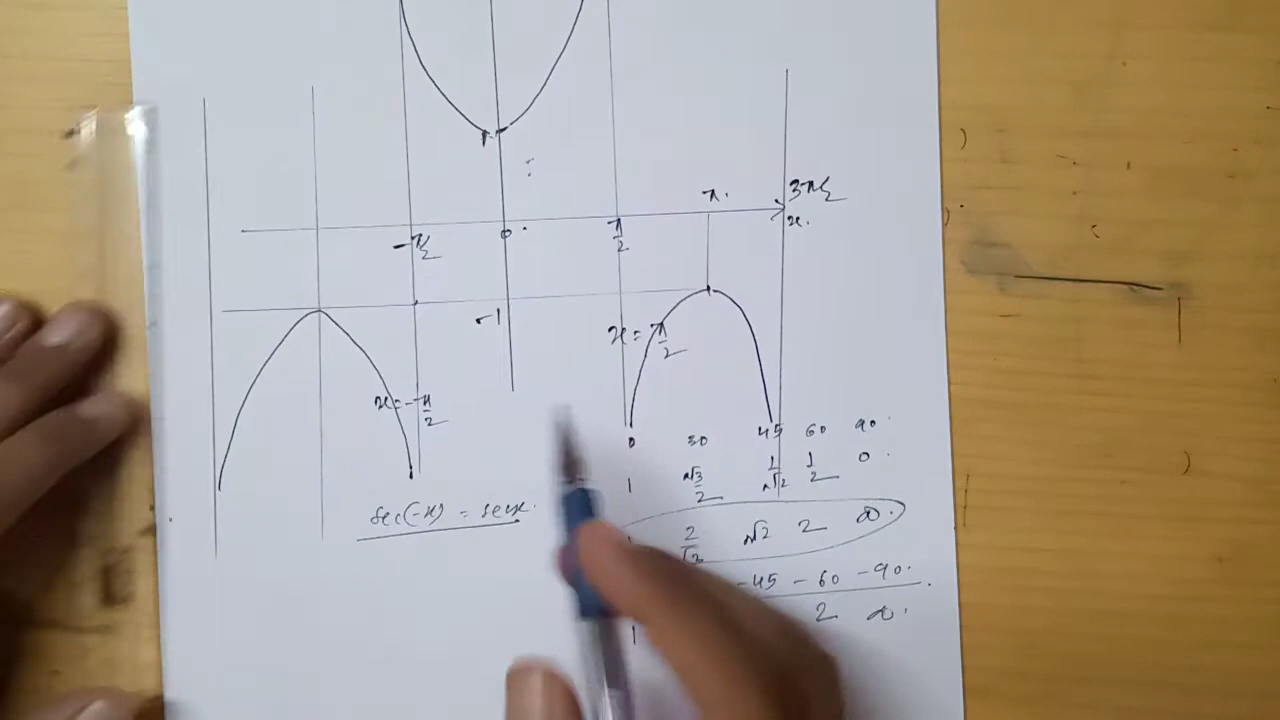 π.
3π/2
x.
-π/2
0
π/2
-1
x = π/2
x = -π/2
0 30 45 60 90
1 √3/2 1/√2 1/2 0
sec(-x) = secx.
2/√3 √2 2 ∞
-45 -60 -90.
2 ∞.
1